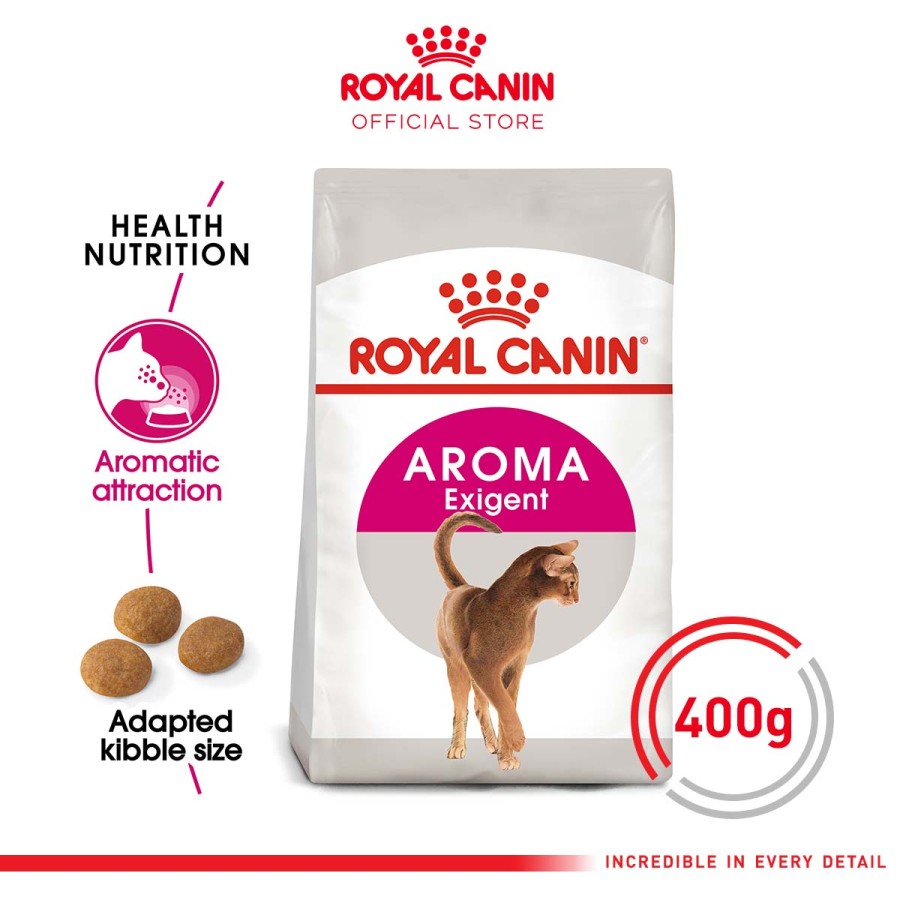 ROYAL CANIN
OFFICIAL STORE
HEALTH
NUTRITION
Aromatic
attraction
Adapted
kibble size
ROYAL CANIN®
AROMA
Exigent
400g
INCREDIBLE IN EVERY DETAIL